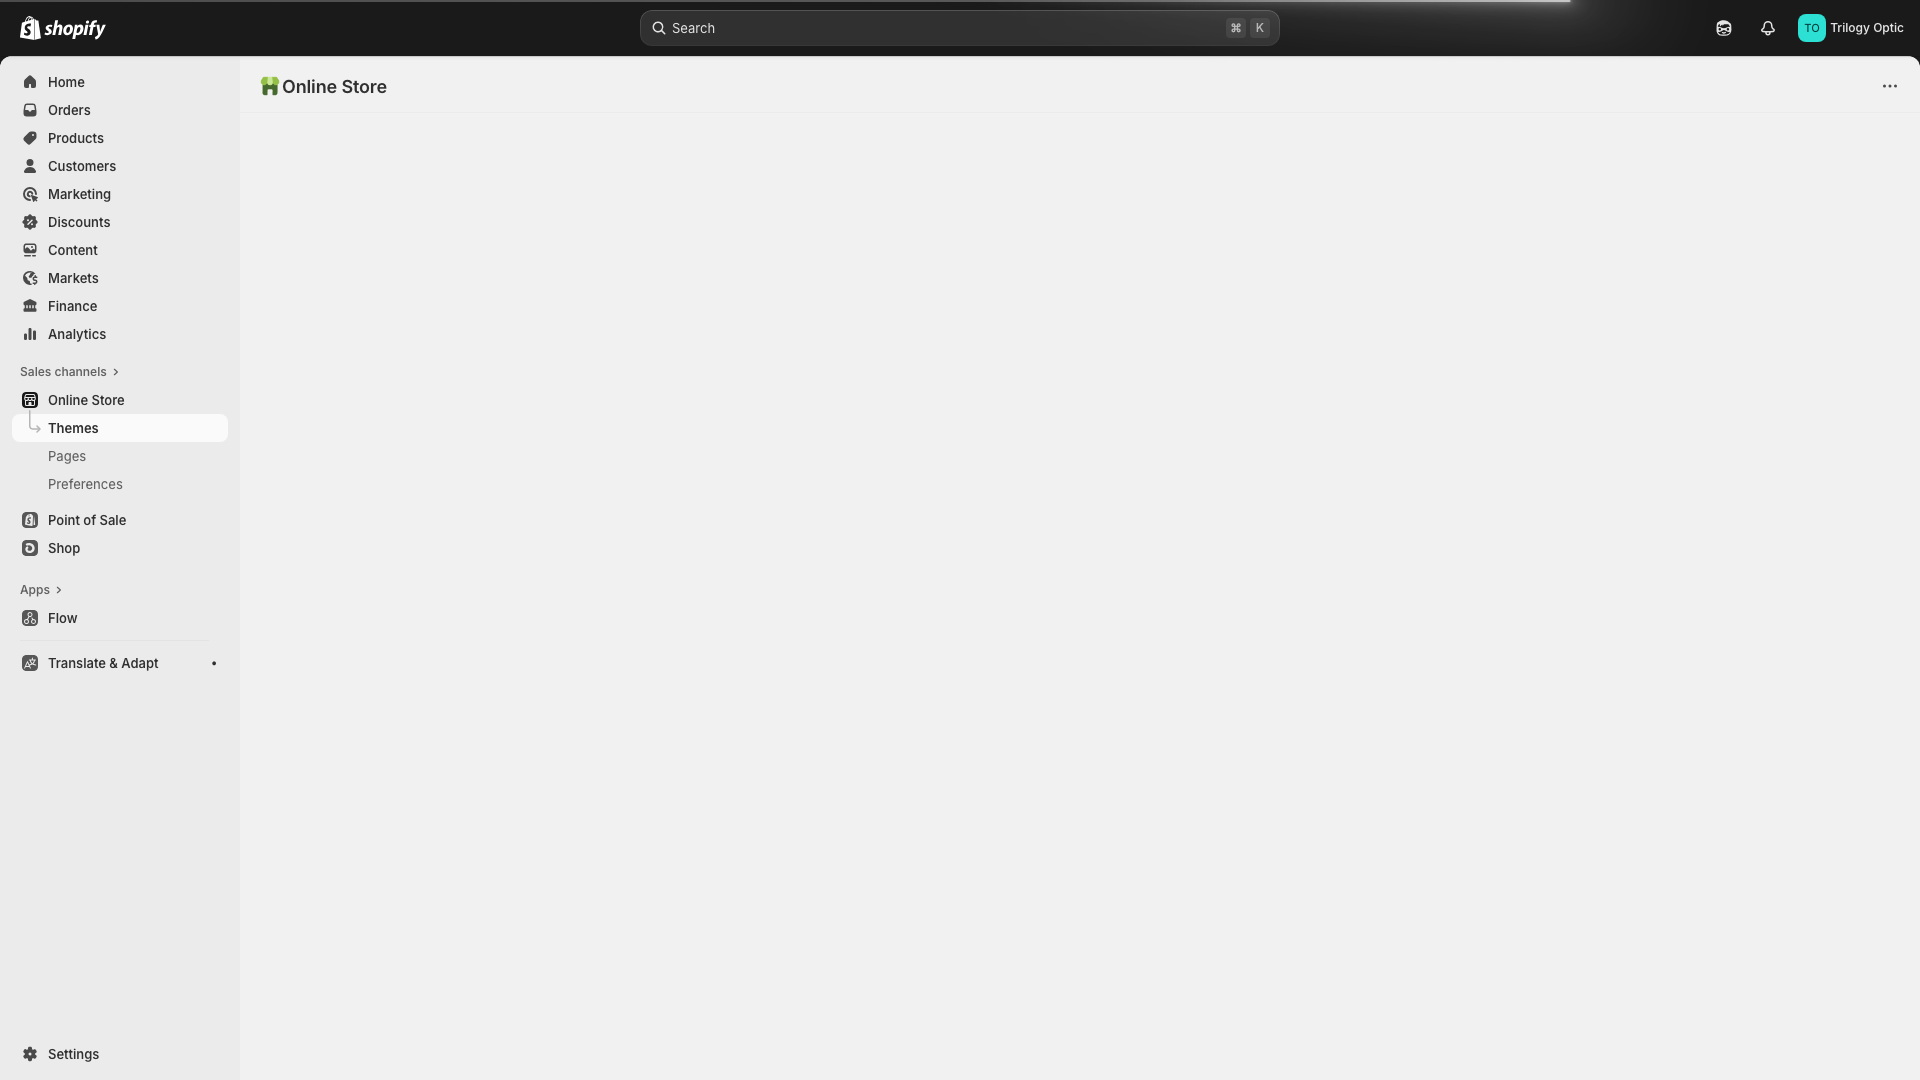 shopify
Search
⌘ K
TO Trilogy Optic
Home
Orders
Products
Customers
Marketing
Discounts
Content
Markets
Finance
Analytics
Sales channels
Online Store
Themes
Pages
Preferences
Point of Sale
Shop
Apps
Flow
Translate & Adapt
Settings
Online Store